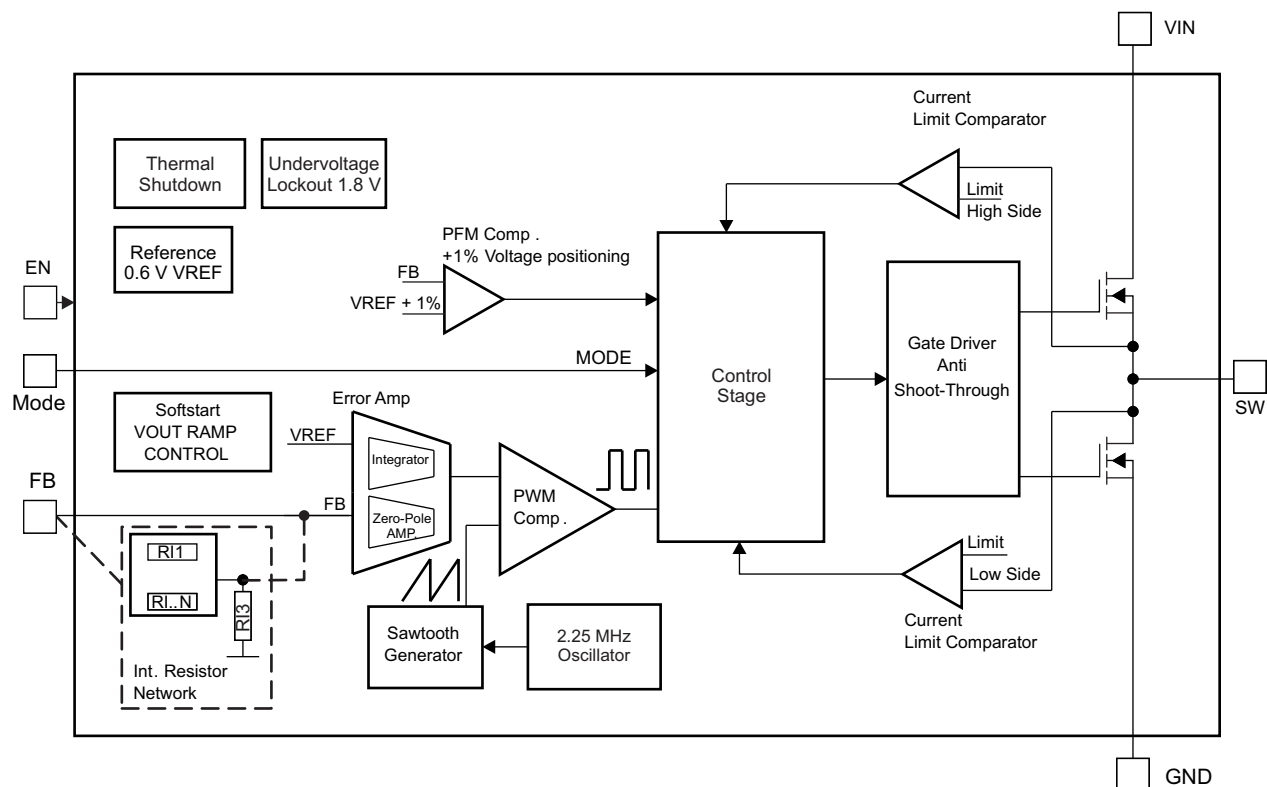 VIN
Current
Limit Comparator
Thermal
Shutdown
Undervoltage
Lockout 1.8 V
Limit
High Side
Reference
0.6 V VREF
PFM Comp .
+1% Voltage positioning
FB
VREF + 1%
EN
MODE
Mode
Control
Stage
Gate Driver
Anti
Shoot-Through
SW
Softstart
VOUT RAMP
CONTROL
Error Amp
VREF
Integrator
FB
FB
Zero-Pole
AMP.
PWM
Comp .
RI1
RI..N
RI3
Int. Resistor
Network
Sawtooth
Generator
2.25 MHz
Oscillator
Limit
Low Side
Current
Limit Comparator
GND